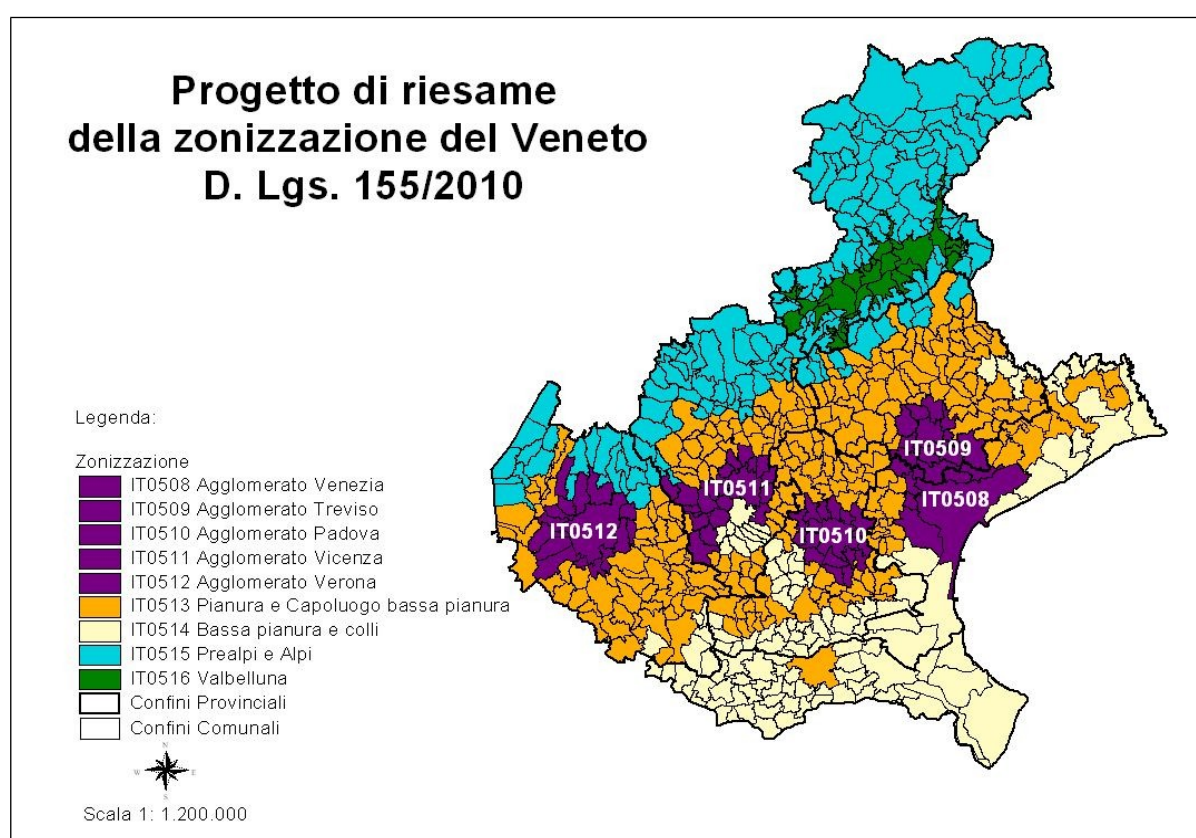 Progetto di riesame
della zonizzazione del Veneto
D. Lgs. 155/2010
Legenda:
Zonizzazione
IT0508 Agglomerato Venezia
IT0509 Agglomerato Treviso
IT0510 Agglomerato Padova
IT0511 Agglomerato Vicenza
IT0512 Agglomerato Verona
IT0513 Pianura e Capoluogo bassa pianura
IT0514 Bassa pianura e colli
IT0515 Prealpi e Alpi
IT0516 Valbelluna
Confini Provinciali
Confini Comunali
N
W E
S
Scala 1: 1.200.000
IT0509
IT0511
IT0508
IT0512
IT0510